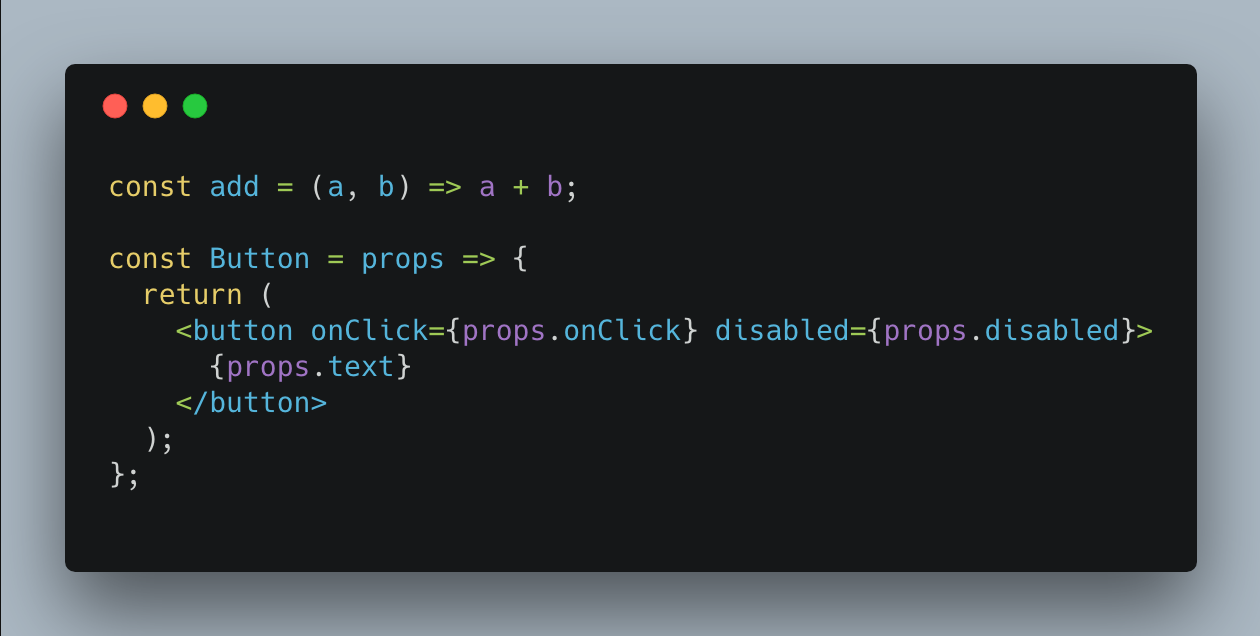 const add = (a, b) => a + b;

const Button = props => {
  return (
    <button onClick={props.onClick} disabled={props.disabled}>
      {props.text}
    </button>
  );
};